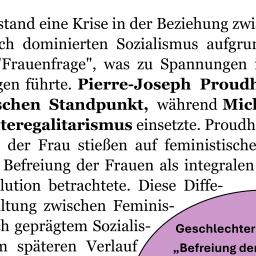 stand eine Krise in der Beziehung zwi
ch dominierten Sozialismus aufgru
"Frauenfrage", was zu Spannungen
gen führte. Pierre-Joseph Proudh
schen Standpunkt, während Mic
teregalitarismus einsetzte. Proudh
der Frau stießen auf feministische
Befreiung der Frauen als integralen
lution betrachtete. Diese Diffe-
ltung zwischen Feminis-
h geprägtem Sozialis-
m späteren Verlauf
Geschlechter
„Befreiung der